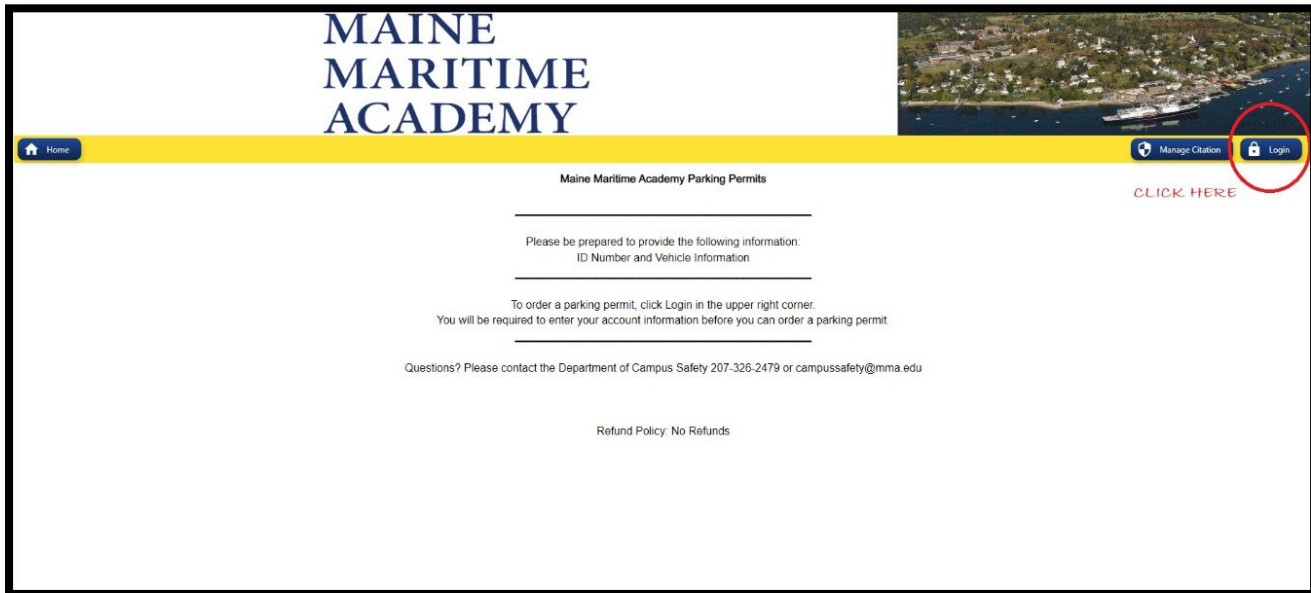 MAINE
MARITIME
ACADEMY
Home
Manage Citation
Login
CLICK HERE
Maine Maritime Academy Parking Permits
Please be prepared to provide the following information:
ID Number and Vehicle Information
To order a parking permit, click Login in the upper right corner.
You will be required to enter your account information before you can order a parking permit.
Questions? Please contact the Department of Campus Safety 207-326-2479 or campussafety@mma.edu
Refund Policy: No Refunds